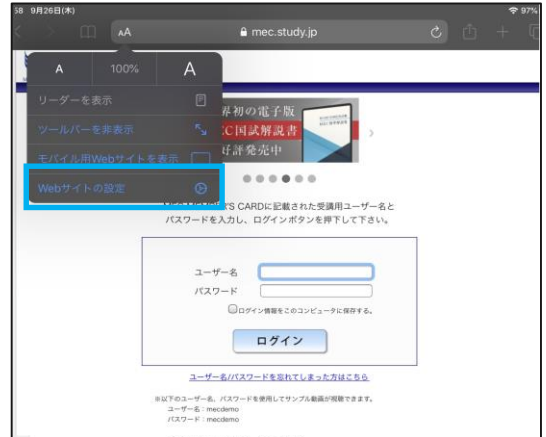 58 9月26日(木) 97%
AA mec.study.jp
A 100% A
リーダーを表示
ツールバーを非表示
モバイル用Webサイトを表示
Webサイトの設定
界初の電子版
EC国試解説書
好評発売中
'S CARDに記載された受講用ユーザー名と
パスワードを入力し、ログインボタンを押下して下さい。
ユーザー名
パスワード
ログイン情報をこのコンピュータに保存する。
ログイン
ユーザー名/パスワードを忘れてしまった方はこちら
※以下のユーザー名、パスワードを使用してサンプル動画が視聴できます。
ユーザー名:mecdemo
パスワード:mecdemo